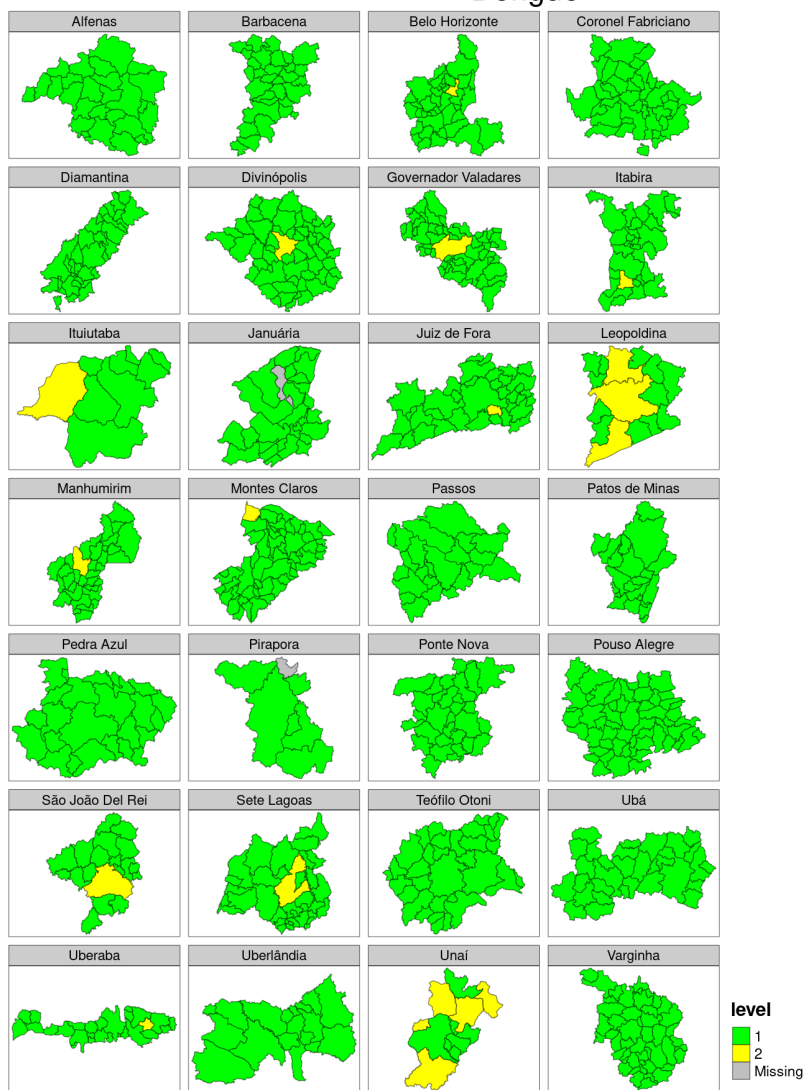 Alfenas Barbacena Belo Horizonte Coronel Fabriciano
Diamantina Divinópolis Governador Valadares Itabira
Ituiutaba Januária Juiz de Fora Leopoldina
Manhumirim Montes Claros Passos Patos de Minas
Pedra Azul Pirapora Ponte Nova Pouso Alegre
São João Del Rei Sete Lagoas Teófilo Otoni Ubá
Uberaba Uberlândia Unaí Varginha
level
1
2
Missing